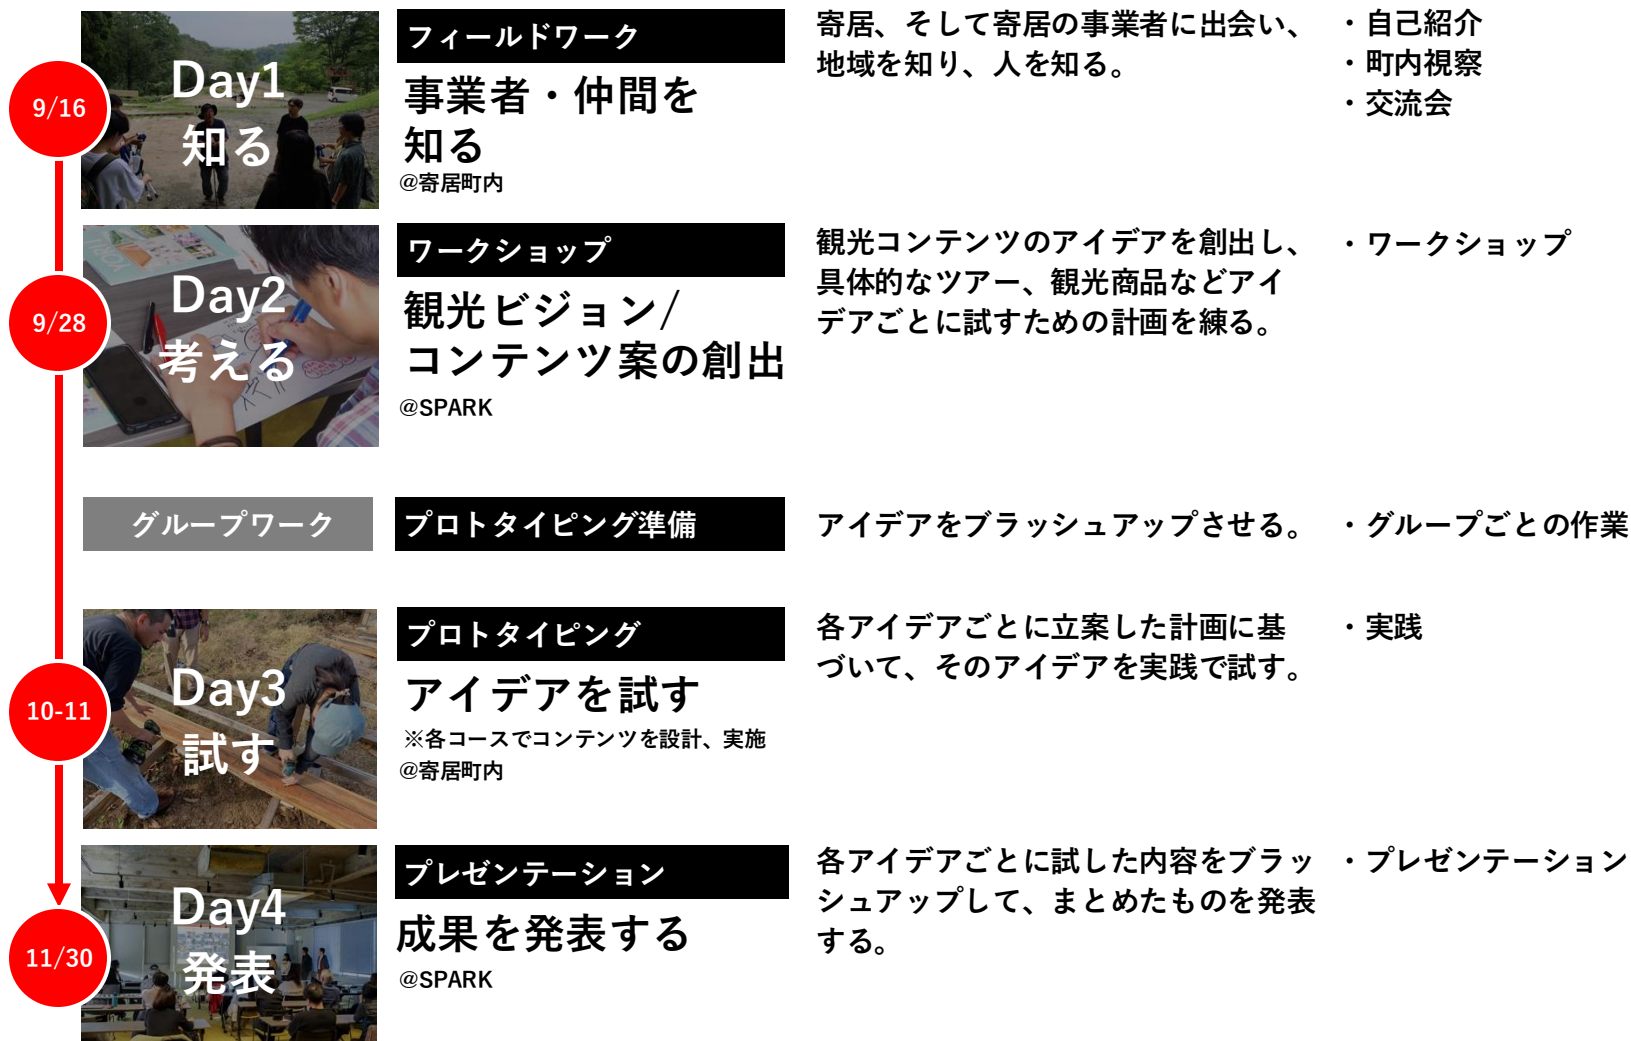 9/16
Day1
知る
フィールドワーク
事業者・仲間を
知る
@寄居町内
寄居、そして寄居の事業者に出会い、
地域を知り、人を知る。
・自己紹介
・町内視察
・交流会
9/28
Day2
考える
ワークショップ
観光ビジョン/
コンテンツ案の創出
@SPARK
観光コンテンツのアイデアを創出し、
具体的なツアー、観光商品などアイ
デアごとに試すための計画を練る。
・ワークショップ
グループワーク
プロトタイピング準備
アイデアをブラッシュアップさせる。
・グループごとの作業
10-11
Day3
試す
プロトタイピング
アイデアを試す
※各コースでコンテンツを設計、実施
@寄居町内
各アイデアごとに立案した計画に基
づいて、そのアイデアを実践で試す。
・実践
11/30
Day4
発表
プレゼンテーション
成果を発表する
@SPARK
各アイデアごとに試した内容をブラッ
シュアップして、まとめたものを発表
する。
・プレゼンテーション